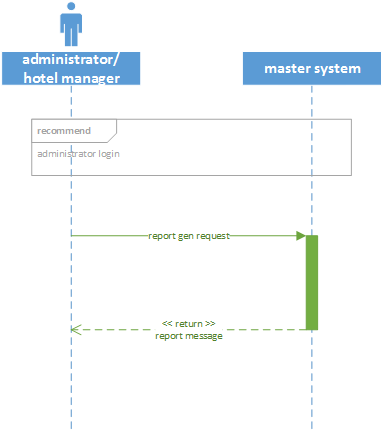 administrator/
hotel manager
master system
recommend
administrator login
report gen request
<< return >>
report message